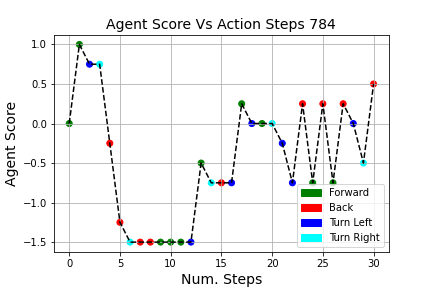 Agent Score Vs Action Steps 784
1.0
0.5
0.0
−0.5
−1.0
−1.5
Agent Score
Forward
Back
Turn Left
Turn Right
0 5 10 15 20 25 30
Num. Steps